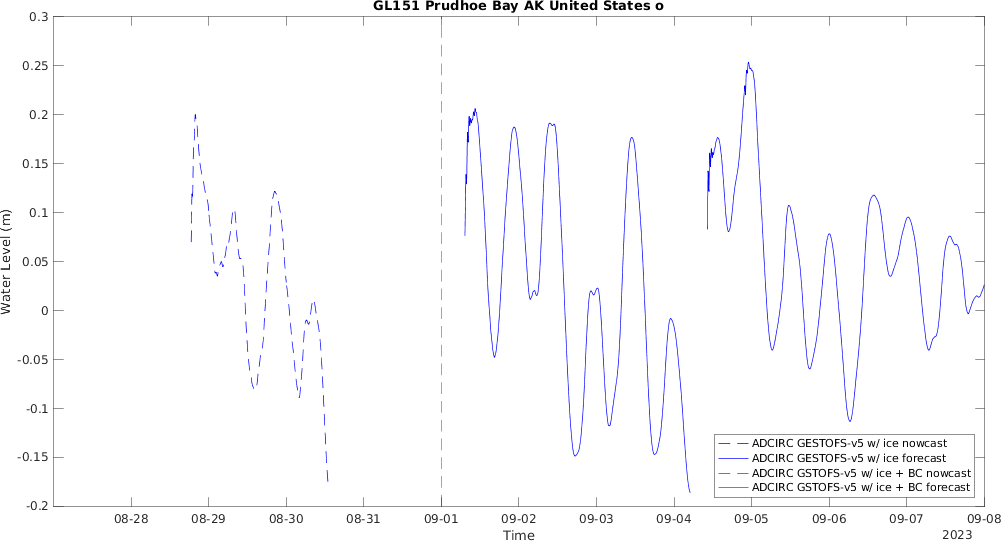 GL151 Prudhoe Bay AK United States o
0.3
0.25
0.2
0.15
0.1
0.05
0
-0.05
-0.1
-0.15
-0.2
Water Level (m)
ADCIRC GESTOFS-v5 w/ ice nowcast
ADCIRC GESTOFS-v5 w/ ice forecast
ADCIRC GSTOFS-v5 w/ ice + BC nowcast
ADCIRC GSTOFS-v5 w/ ice + BC forecast
08-28 08-29 08-30 08-31 09-01 09-02 09-03 09-04 09-05 09-06 09-07 09-08
Time
2023